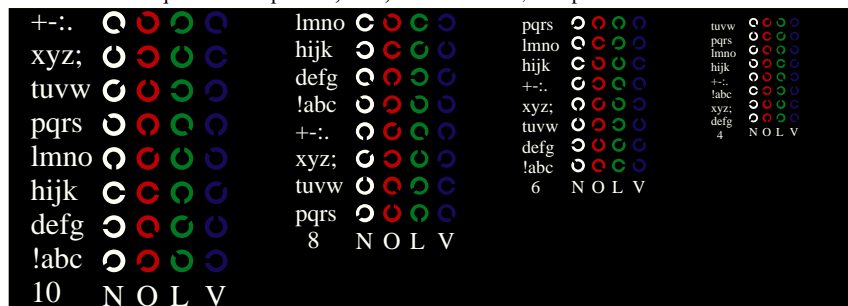 +-:.
xyz;
tuvw
pqrs
lmno
hijk
defg
!abc
10 N O L V
lmno
hijk
defg
!abc
+-:.
xyz;
tuvw
pqrs
8 N O L V
pqrs
lmno
hijk
+-:.
xyz;
tuvw
defg
!abc
6 N O L V
tuvw
pqrs
lmno
hijk
+-:.
!abc
xyz;
defg
4 N O L V